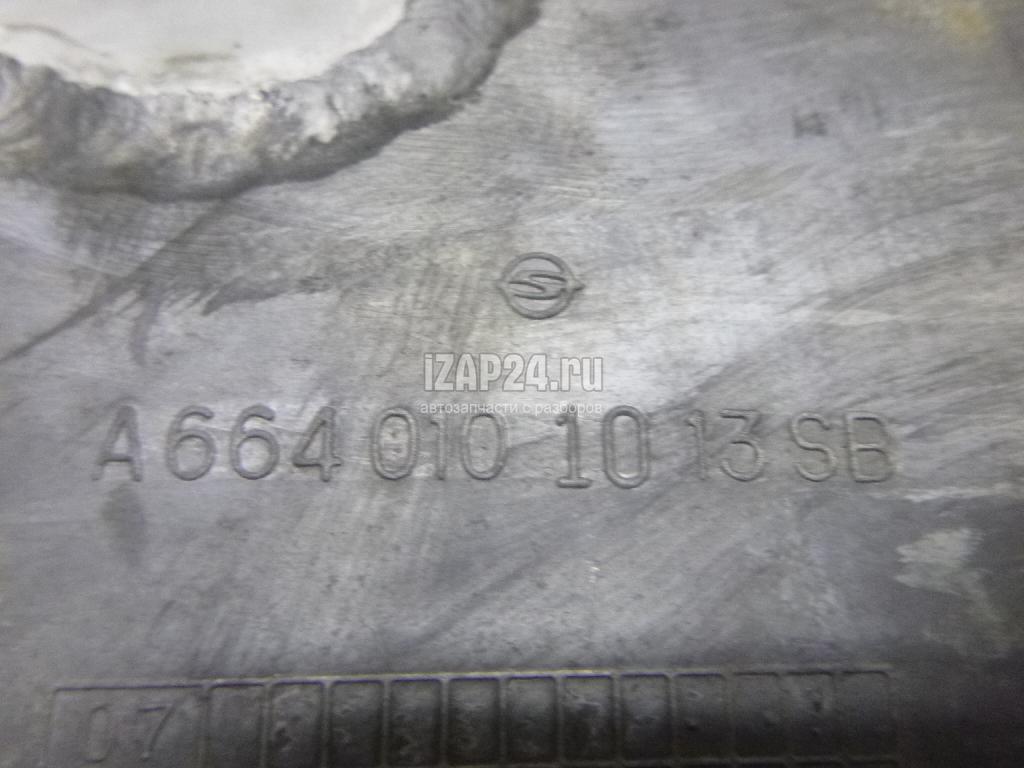 iZAP24.ru
автозапчасти с разборов
A 664 010 10 13 SB
07